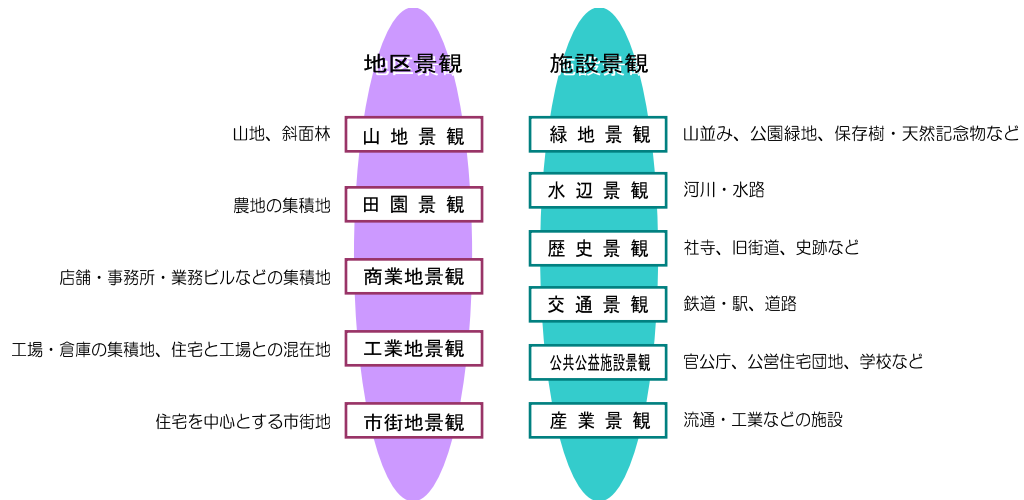 地区景観
山地、斜面林
山地景観
農地の集積地
田園景観
店舗・事務所・業務ビルなどの集積地
商業地景観
工場・倉庫の集積地、住宅と工場との混在地
工業地景観
住宅を中心とする市街地
市街地景観
施設景観
緑地景観
山並み、公園緑地、保存樹・天然記念物など
水辺景観
河川・水路
歴史景観
社寺、旧街道、史跡など
交通景観
鉄道・駅、道路
公共公益施設景観
官公庁、公営住宅団地、学校など
産業景観
流通・工業などの施設